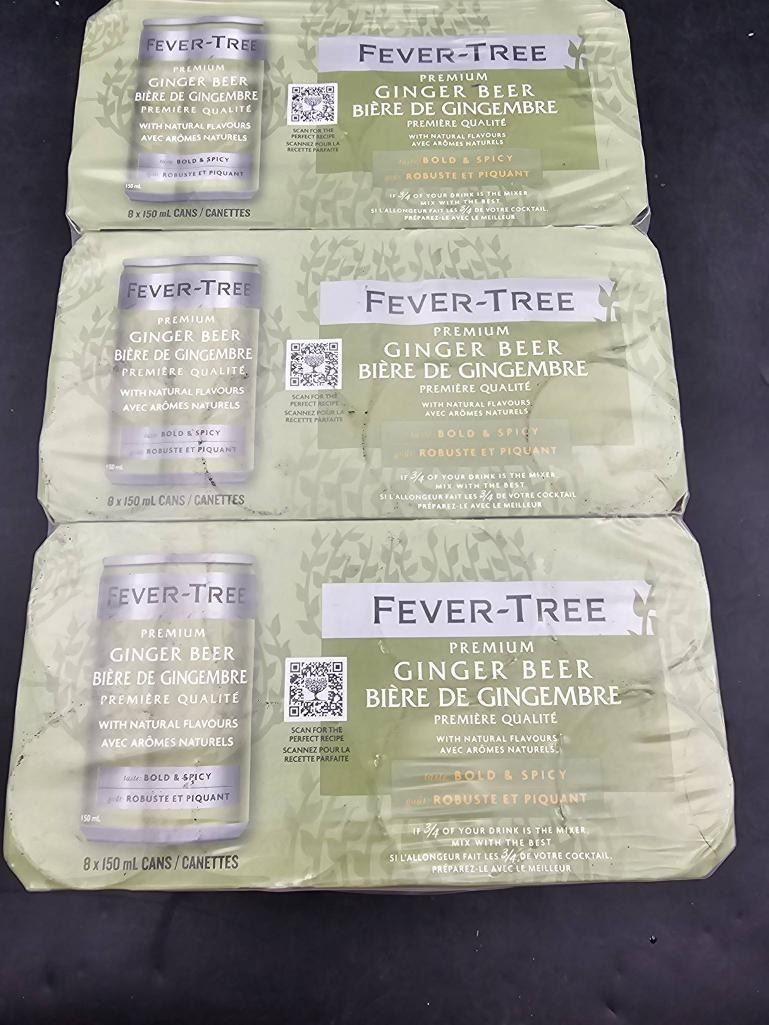 FEVER-TREE
PREMIUM
GINGER BEER
BIÈRE DE GINGEMBRE
PREMIÈRE QUALITÉ
WITH NATURAL FLAVOURS
AVEC ARÔMES NATURELS
taste BOLD & SPICY
goût ROBUSTE ET PIQUANT
150 mL
8 x 150 mL CANS / CANETTES
SCAN FOR THE
PERFECT RECIPE
SCANNEZ POUR LA
RECETTE PARFAITE
FEVER-TREE
PREMIUM
GINGER BEER
BIÈRE DE GINGEMBRE
PREMIÈRE QUALITÉ
WITH NATURAL FLAVOURS
AVEC ARÔMES NATURELS
taste BOLD & SPICY
goût ROBUSTE ET PIQUANT
IF 3/4 OF YOUR DRINK IS THE MIXER,
MIX WITH THE BEST
SI L'ALLONGEUR FAIT LES 3/4 DE VOTRE COCKTAIL,
PRÉPAREZ-LE AVEC LE MEILLEUR
FEVER-TREE
PREMIUM
GINGER BEER
BIÈRE DE GINGEMBRE
PREMIÈRE QUALITÉ
WITH NATURAL FLAVOURS
AVEC ARÔMES NATURELS
taste BOLD & SPICY
goût ROBUSTE ET PIQUANT
150 mL
8 x 150 mL CANS / CANETTES
SCAN FOR THE
PERFECT RECIPE
SCANNEZ POUR LA
RECETTE PARFAITE
FEVER-TREE
PREMIUM
GINGER BEER
BIÈRE DE GINGEMBRE
PREMIÈRE QUALITÉ
WITH NATURAL FLAVOURS
AVEC ARÔMES NATURELS
taste BOLD & SPICY
goût ROBUSTE ET PIQUANT
IF 3/4 OF YOUR DRINK IS THE MIXER,
MIX WITH THE BEST
SI L'ALLONGEUR FAIT LES 3/4 DE VOTRE COCKTAIL,
PRÉPAREZ-LE AVEC LE MEILLEUR
FEVER-TREE
PREMIUM
GINGER BEER
BIÈRE DE GINGEMBRE
PREMIÈRE QUALITÉ
WITH NATURAL FLAVOURS
AVEC ARÔMES NATURELS
taste BOLD & SPICY
goût ROBUSTE ET PIQUANT
150 mL
8 x 150 mL CANS / CANETTES
SCAN FOR THE
PERFECT RECIPE
SCANNEZ POUR LA
RECETTE PARFAITE
FEVER-TREE
PREMIUM
GINGER BEER
BIÈRE DE GINGEMBRE
PREMIÈRE QUALITÉ
WITH NATURAL FLAVOURS
AVEC ARÔMES NATURELS
taste BOLD & SPICY
goût ROBUSTE ET PIQUANT
IF 3/4 OF YOUR DRINK IS THE MIXER,
MIX WITH THE BEST
SI L'ALLONGEUR FAIT LES 3/4 DE VOTRE COCKTAIL,
PRÉPAREZ-LE AVEC LE MEILLEUR